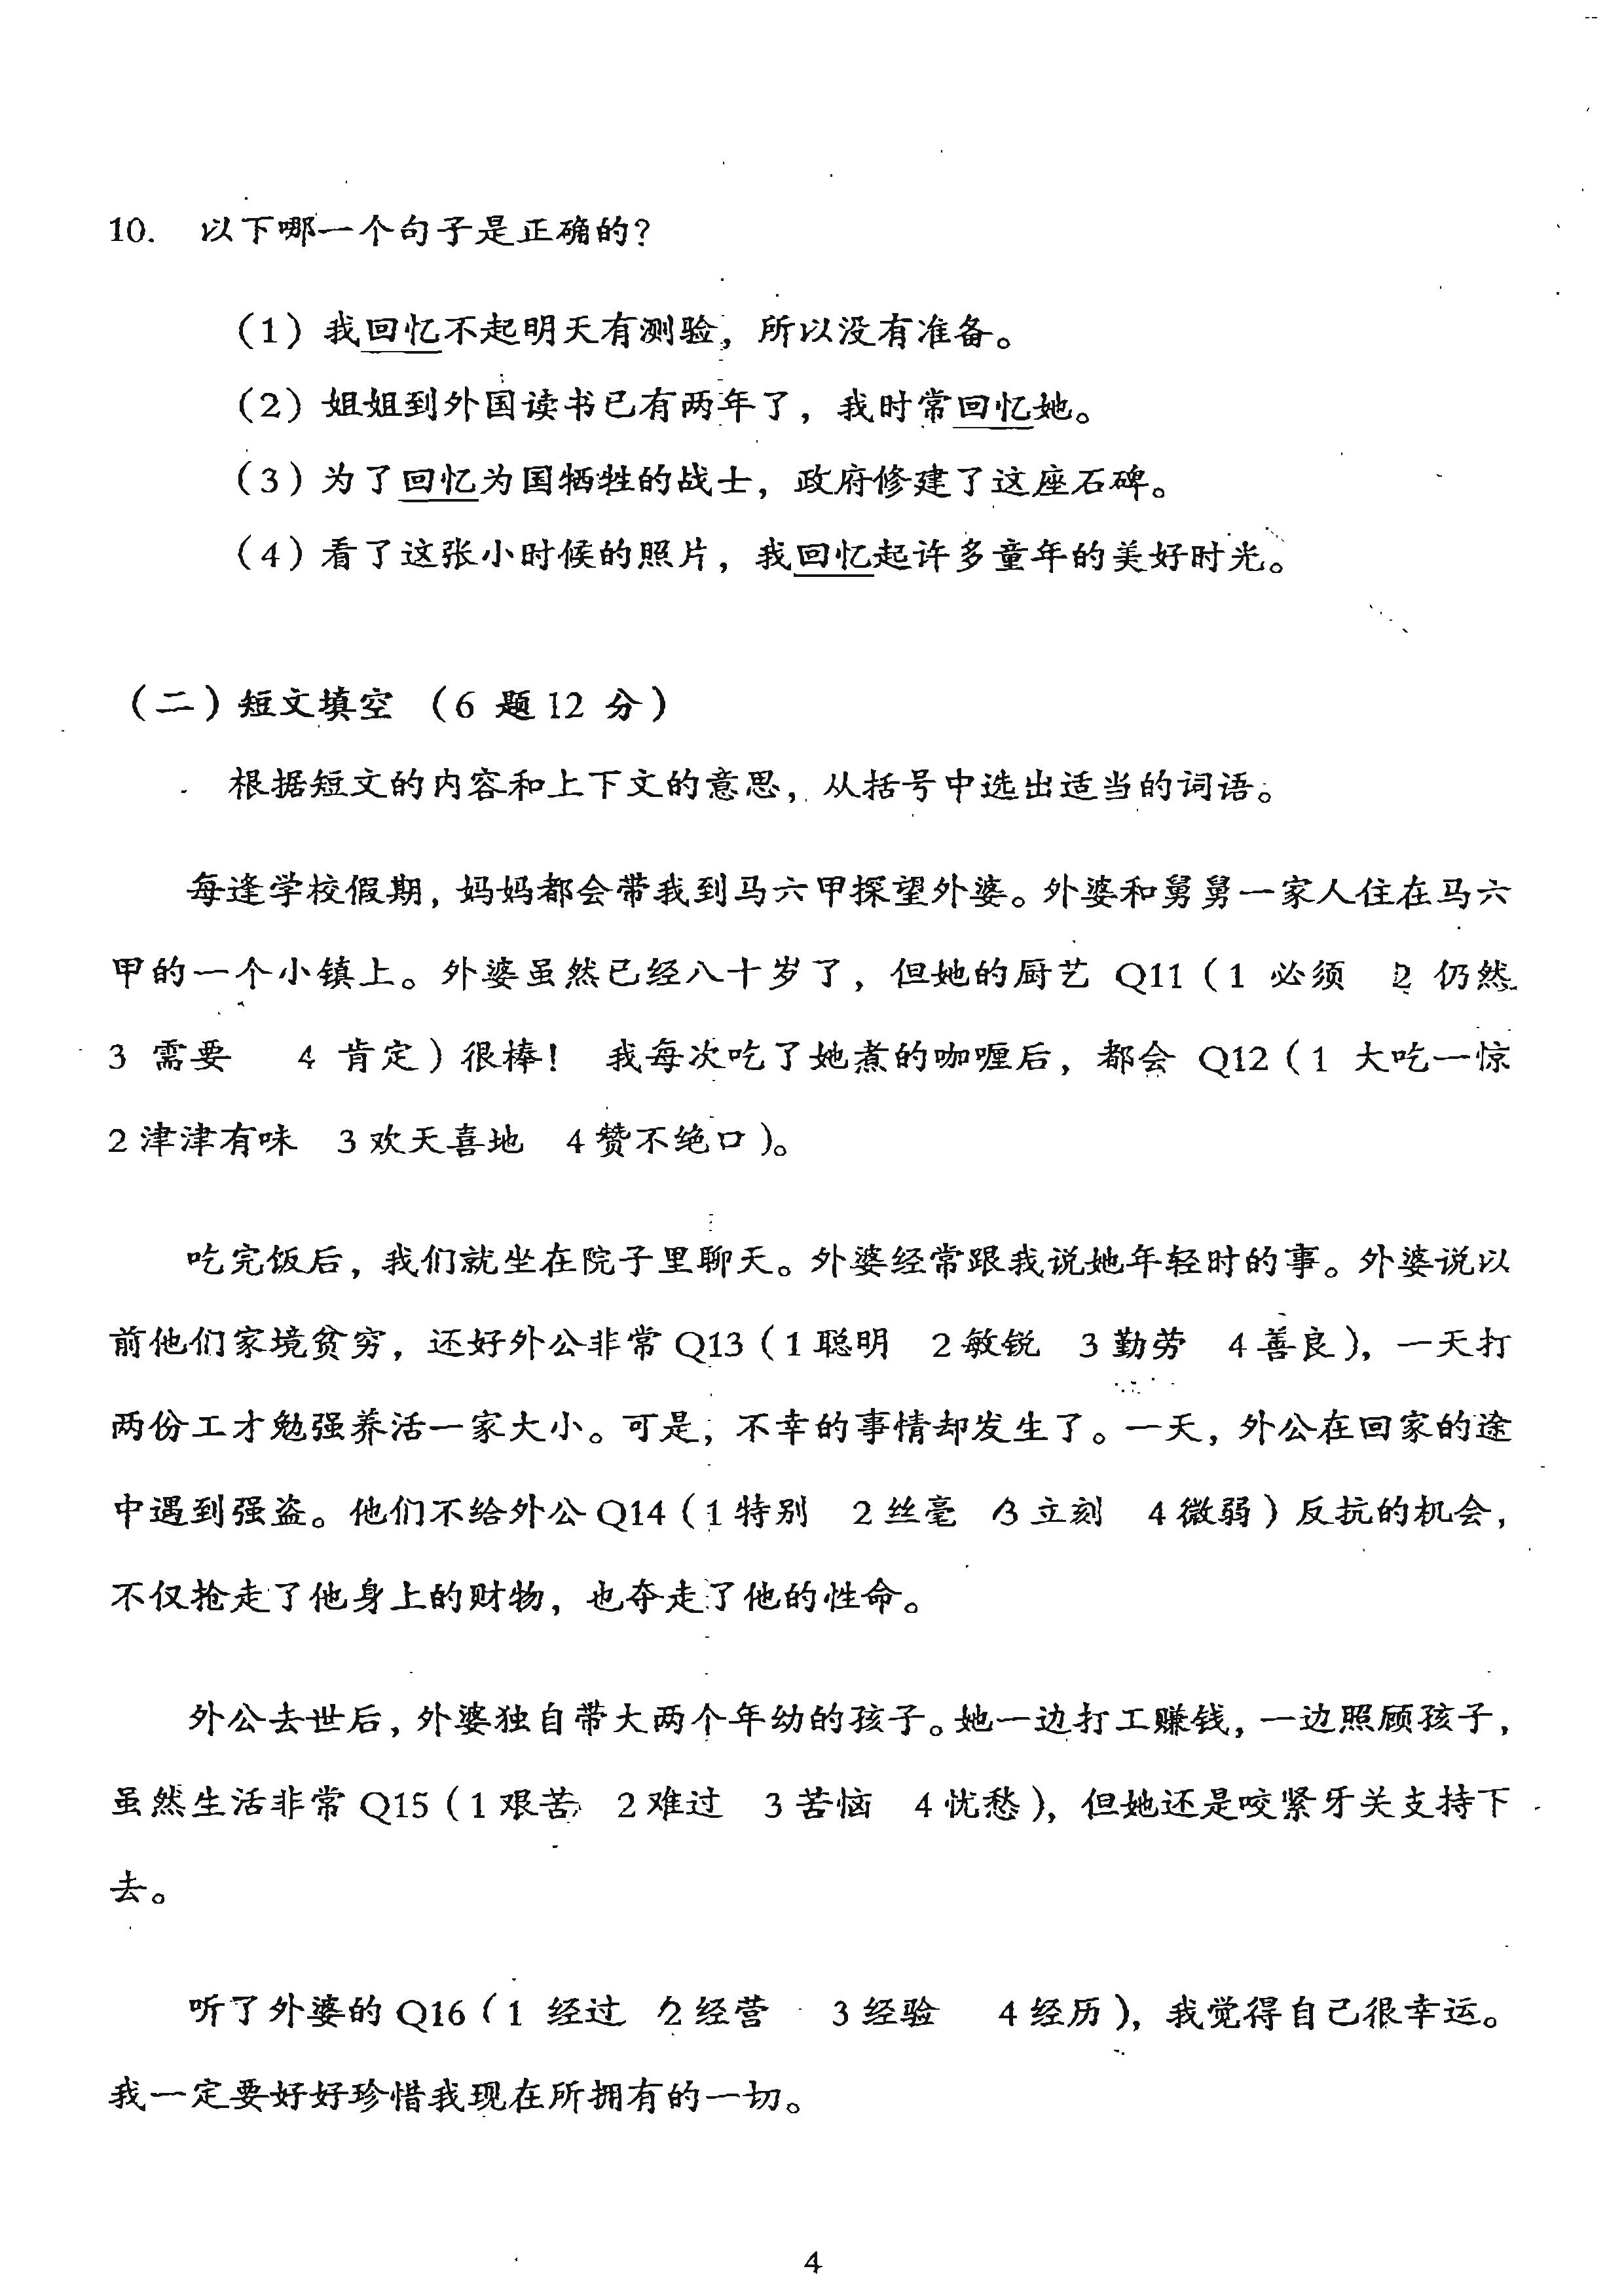 10. 以下哪一个句子是正确的?
(1) 我回忆不起明天有测验，所以没有准备。
(2) 姐姐到外国读书已有两年了，我时常回忆她。
(3) 为了回忆为国牺牲的战士，政府修建了这座石碑。
(4) 看了这张小时候的照片，我回忆起许多童年的美好时光。
(二) 短文填空 (6 题 12 分)
根据短文的内容和上下文的意思，从括号中选出适当的词语。
每逢学校假期，妈妈都会带我到马六甲探望外婆。外婆和舅舅一家人住在马六
甲的一个小镇上。外婆虽然已经八十岁了，但她的厨艺 Q11 (1 必须 2 仍然
3 需要 4 肯定) 很棒! 我每次吃了她煮的咖喱后，都会 Q12 (1 大吃一惊
2 津津有味 3 欢天喜地 4 赞不绝口)。
吃完饭后，我们就坐在院子里聊天。外婆经常跟我说她年轻时的事。外婆说以
前他们家境贫穷，还好外公非常 Q13 (1 聪明 2 敏锐 3 勤劳 4 善良)，一天打
两份工才勉强养活一家大小。可是，不幸的事情却发生了。一天，外公在回家的途
中遇到强盗。他们不给外公 Q14 (1 特别 2 丝毫 3 立刻 4 微弱) 反抗的机会，
不仅抢走了他身上的财物，也夺走了他的性命。
外公去世后，外婆独自带大两个年幼的孩子。她一边打工赚钱，一边照顾孩子，
虽然生活非常 Q15 (1 艰苦 2 难过 3 苦恼 4 忧愁)，但她还是咬紧牙关支持下
去。
听了外婆的 Q16 (1 经过 2 经营 3 经验 4 经历)，我觉得自己很幸运。
我一定要好好珍惜我现在所拥有的一切。
4